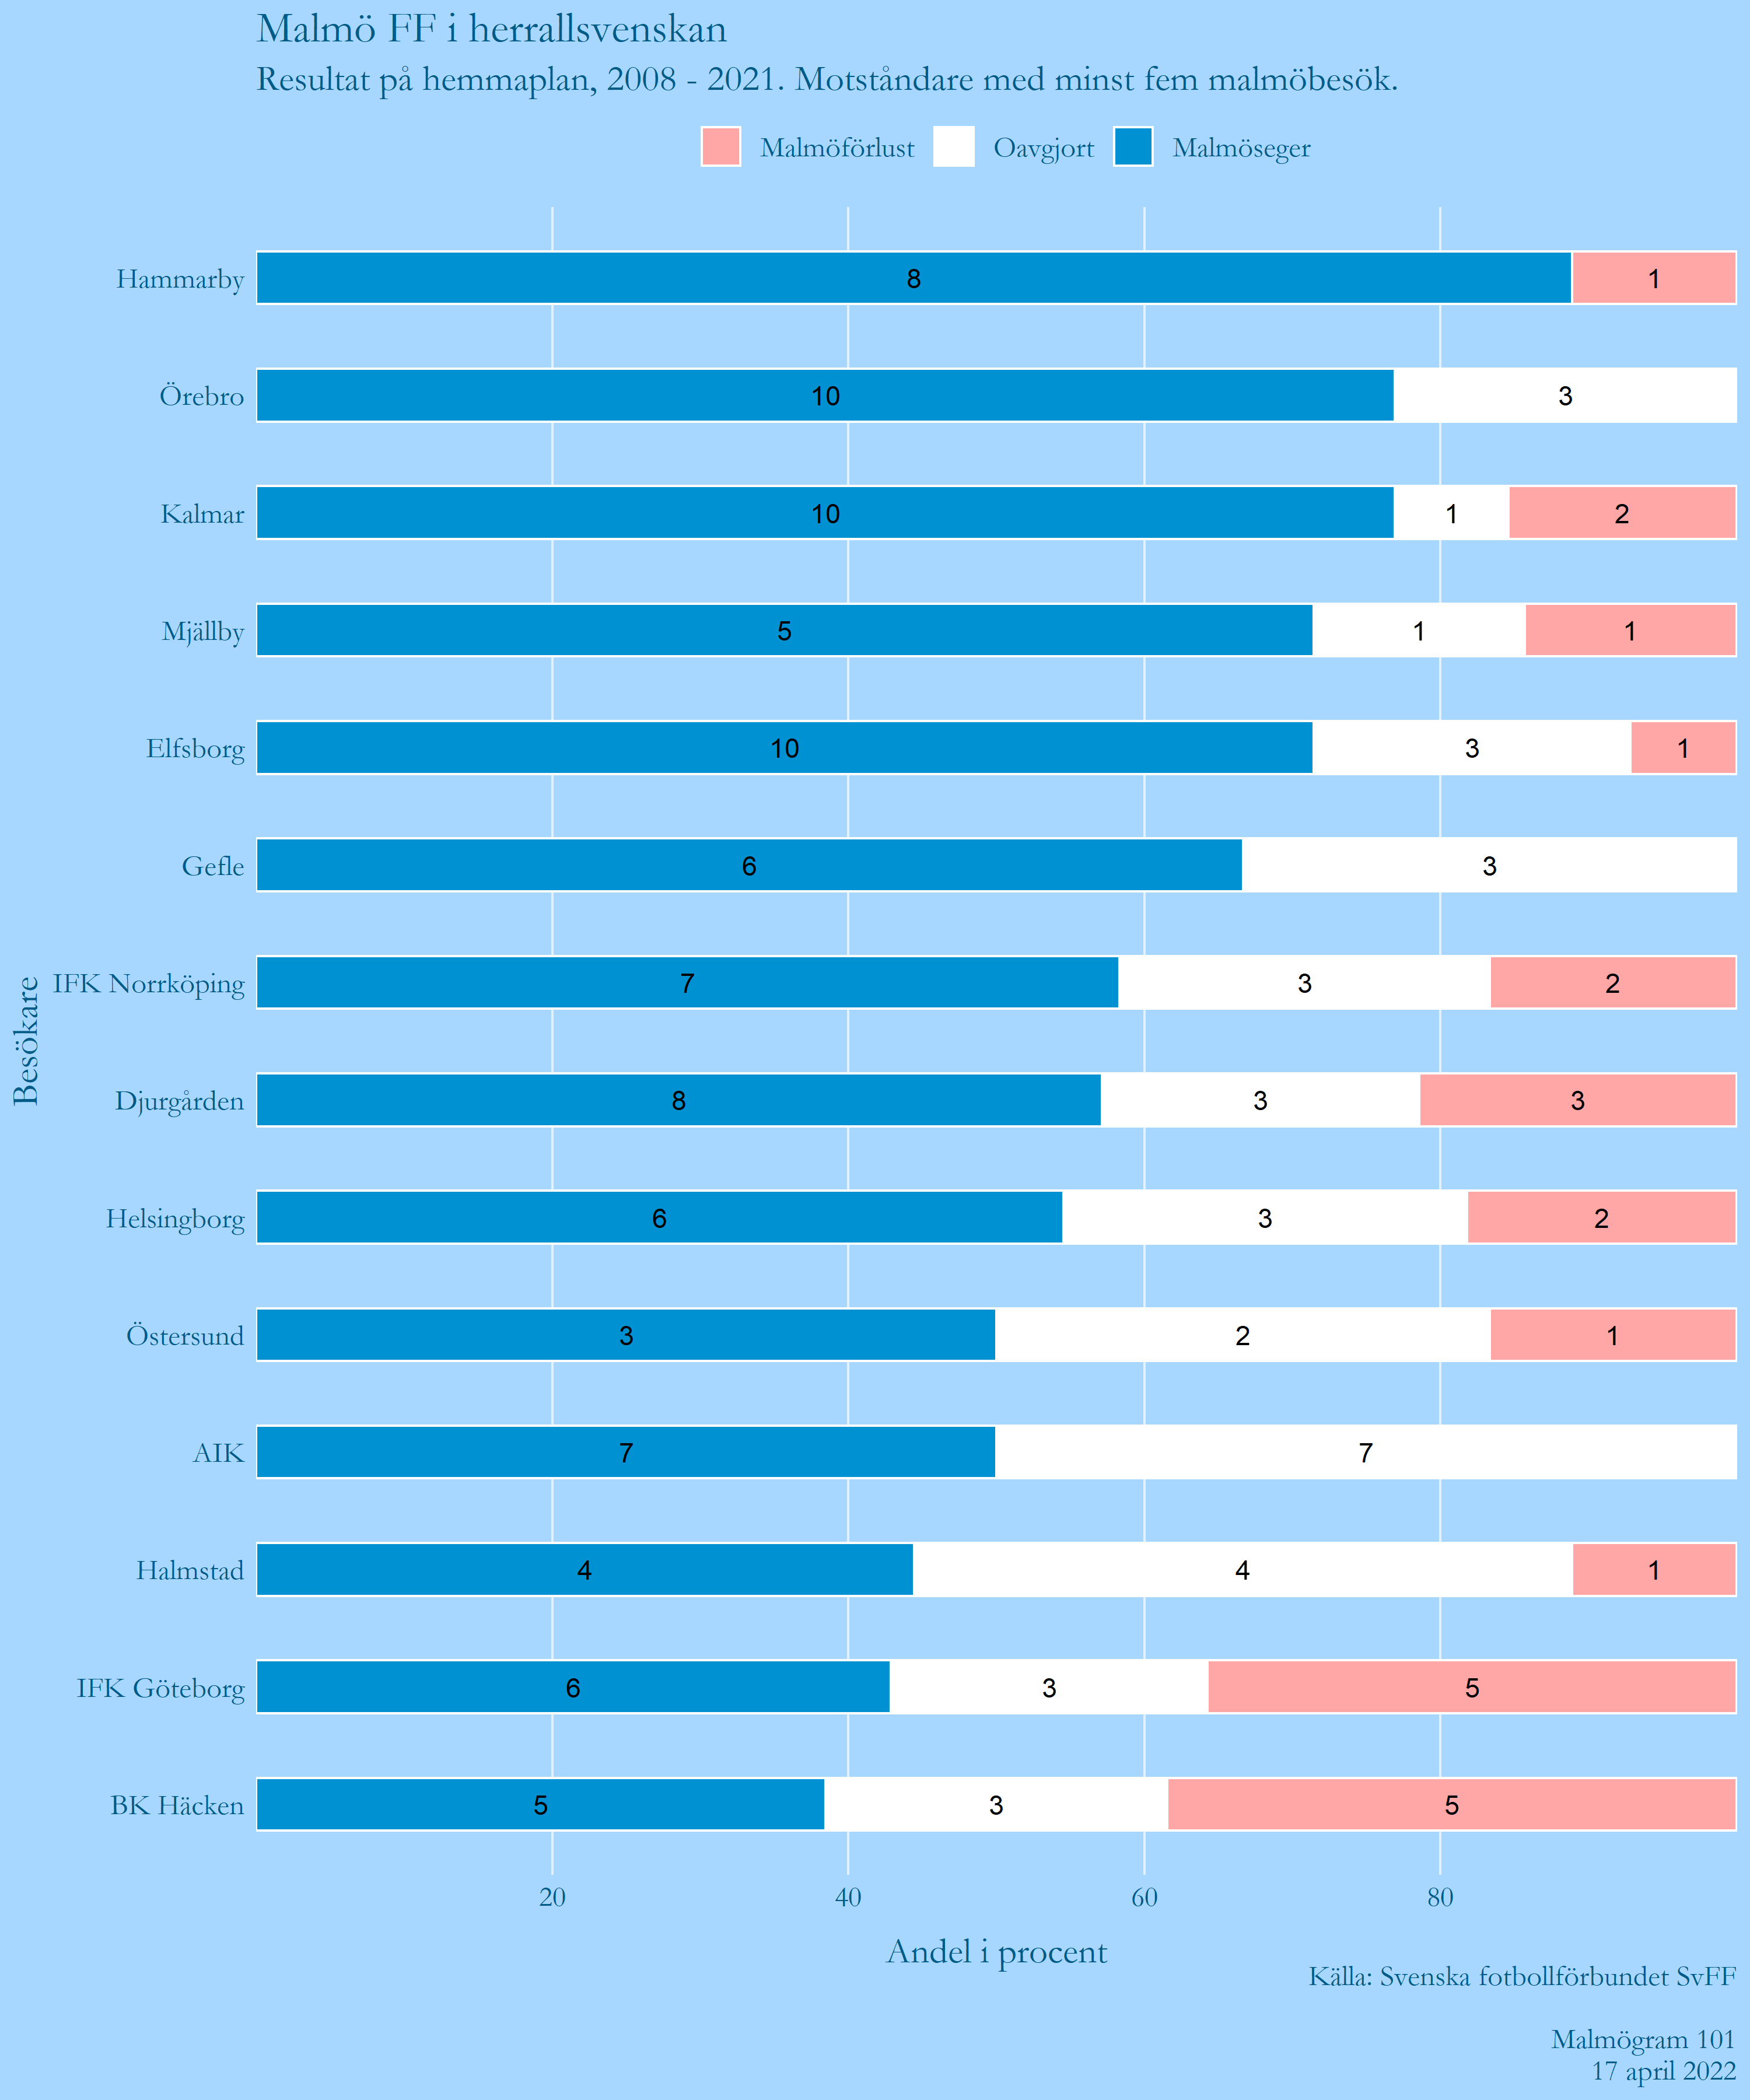 Malmö FF i herrallsvenskan
Resultat på hemmaplan, 2008 - 2021. Motståndare med minst fem malmöbesök.
Malmöförlust Oavgjort Malmöseger
Besökare
Hammarby 8 1
Örebro 10 3
Kalmar 10 1 2
Mjällby 5 1 1
Elfsborg 10 3 1
Gefle 6 3
IFK Norrköping 7 3 2
Djurgården 8 3 3
Helsingborg 6 3 2
Östersund 3 2 1
AIK 7 7
Halmstad 4 4 1
IFK Göteborg 6 3 5
BK Häcken 5 3 5
20 40 60 80
Andel i procent
Källa: Svenska fotbollförbundet SvFF
Malmögram 101
17 april 2022